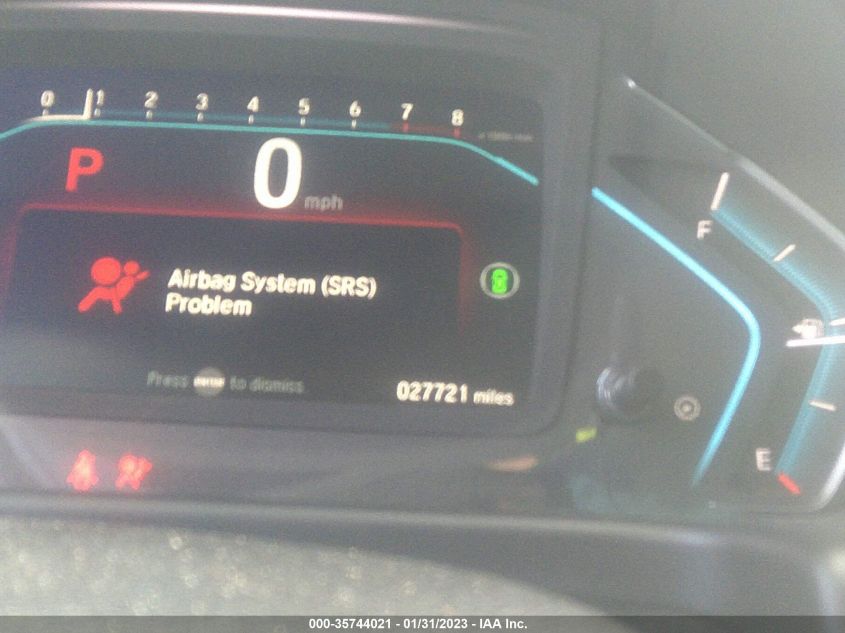 0 1 2 3 4 5 6 7 8
P 0 mph
F
Airbag System (SRS)
Problem
Press ENTER to dismiss
027721 miles
E
000-35744021 - 01/31/2023 - IAA Inc.